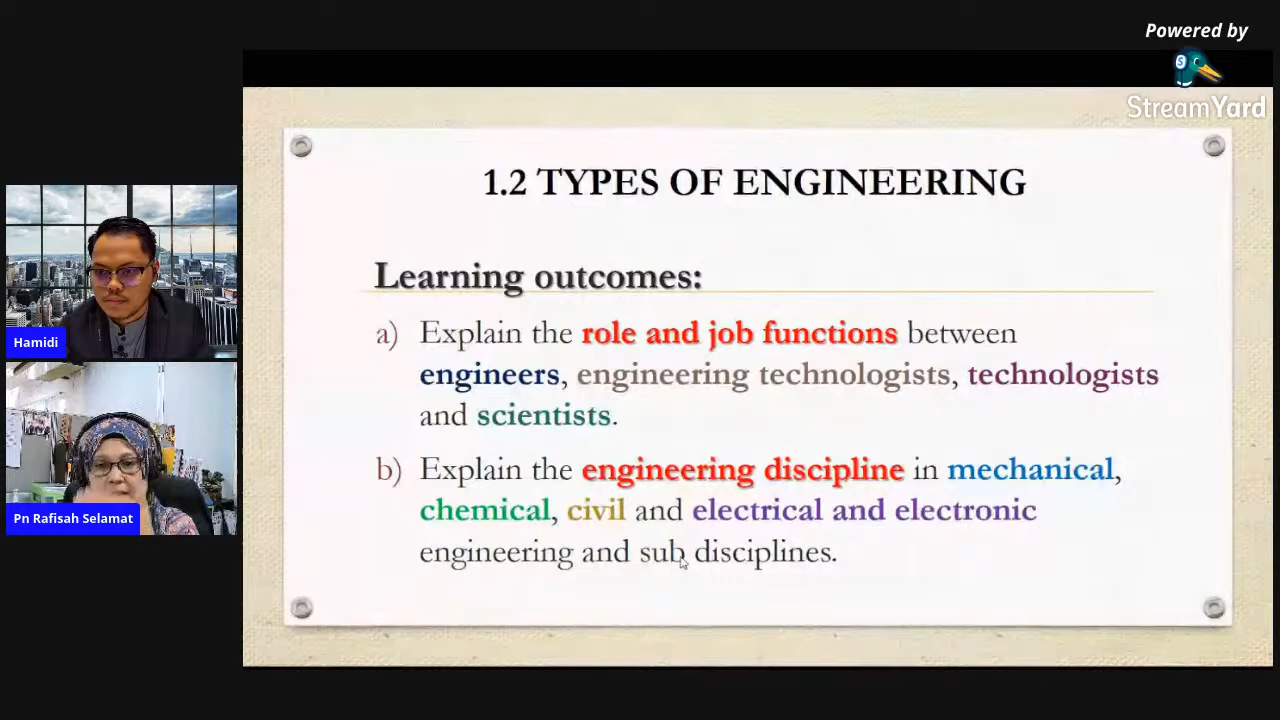 Powered by
StreamYard
1.2 TYPES OF ENGINEERING
Learning outcomes:
a) Explain the role and job functions between
engineers, engineering technologists, technologists
and scientists.
b) Explain the engineering discipline in mechanical,
chemical, civil and electrical and electronic
engineering and sub disciplines.
Hamidi
Pn Rafisah Selamat